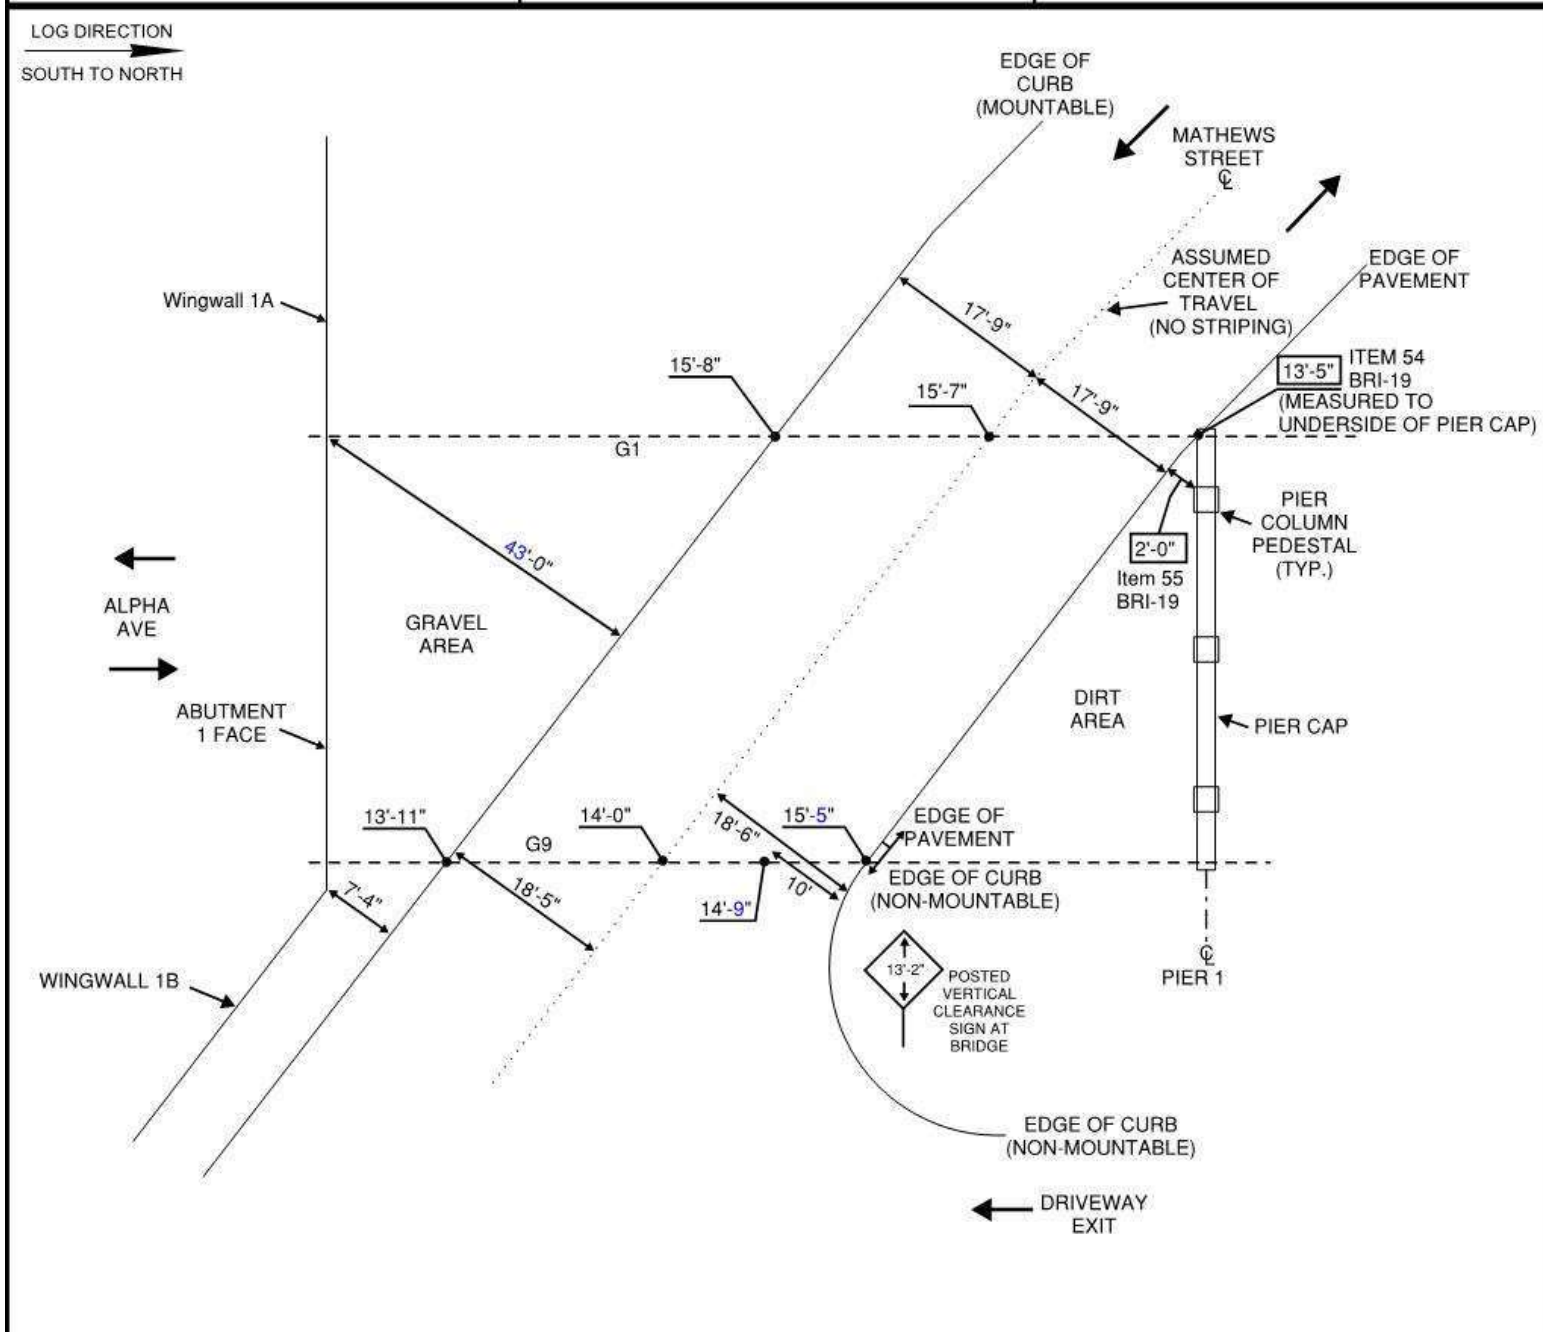 LOG DIRECTION
SOUTH TO NORTH
EDGE OF
CURB
(MOUNTABLE)
MATHEWS
STREET
℄
ASSUMED
CENTER OF
TRAVEL
(NO STRIPING)
EDGE OF
PAVEMENT
Wingwall 1A
17'-9"
17'-9"
15'-8"
15'-7"
13'-5"
ITEM 54
BRI-19
(MEASURED TO
UNDERSIDE OF PIER CAP)
G1
43'-0"
PIER
COLUMN
PEDESTAL
(TYP.)
2'-0"
Item 55
BRI-19
ALPHA
AVE
GRAVEL
AREA
ABUTMENT
1 FACE
DIRT
AREA
PIER CAP
13'-11"
14'-0"
18'-6"
15'-5"
EDGE OF
PAVEMENT
G9
EDGE OF CURB
(NON-MOUNTABLE)
7'-4"
18'-5"
10'
14'-9"
WINGWALL 1B
13'-2"
POSTED
VERTICAL
CLEARANCE
SIGN AT
BRIDGE
℄
PIER 1
EDGE OF CURB
(NON-MOUNTABLE)
DRIVEWAY
EXIT